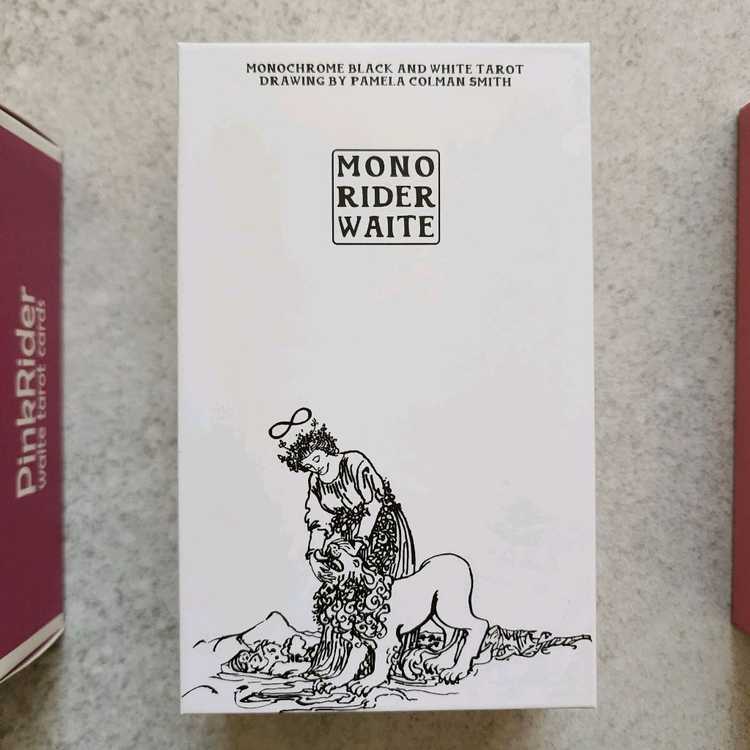 MONOCHROME BLACK AND WHITE TAROT
DRAWING BY PAMELA COLMAN SMITH
MONO
RIDER
WAITE
PinkRider
waite tarot cards